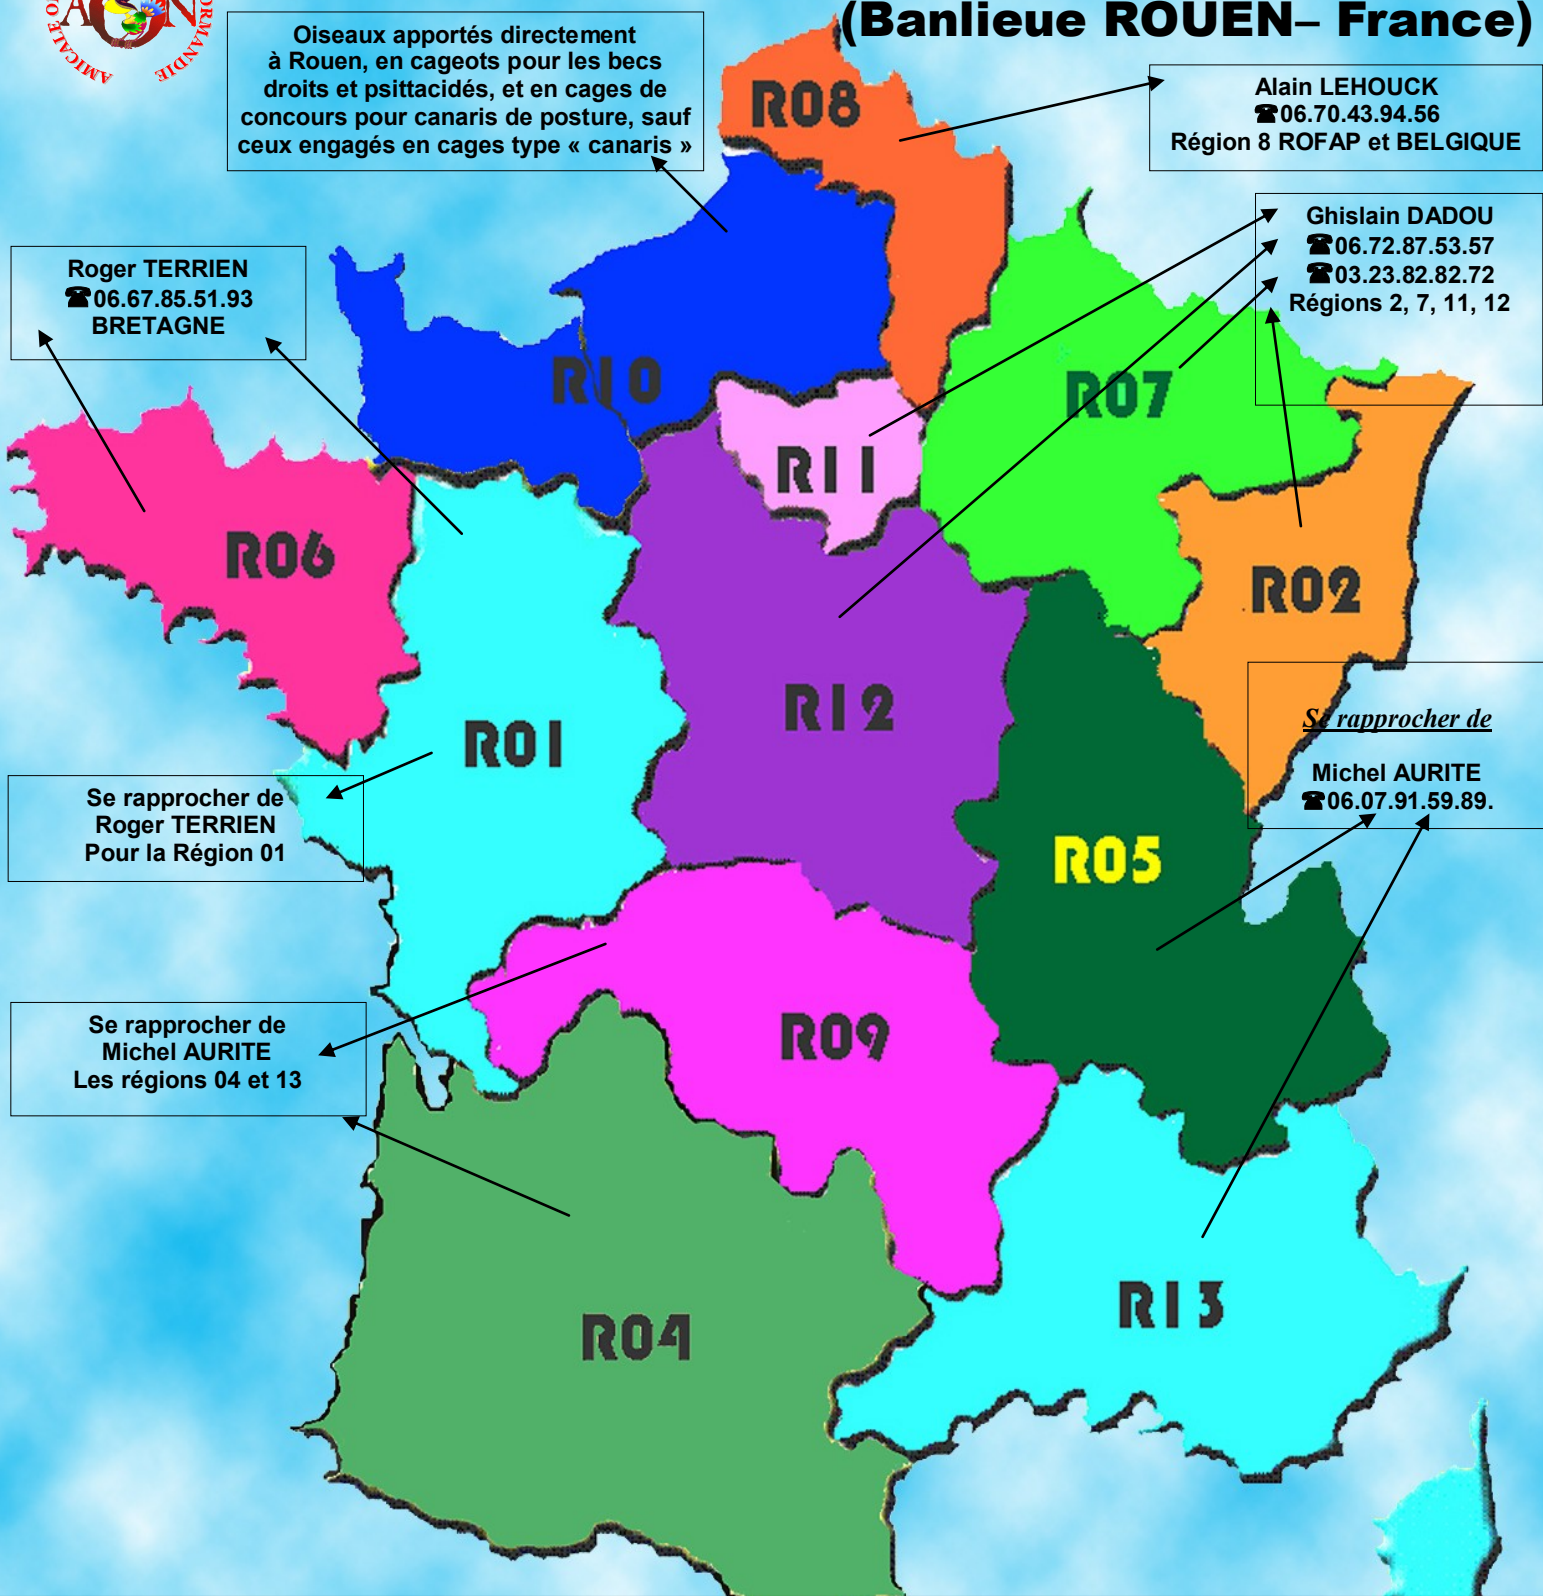 (Banlieue ROUEN– France)
AON
AMICALE
ORMANDIE
Oiseaux apportés directement
à Rouen, en cageots pour les becs
droits et psittacidés, et en cages de
concours pour canaris de posture, sauf
ceux engagés en cages type « canaris »
R08
Alain LEHOUCK
☎06.70.43.94.56
Région 8 ROFAP et BELGIQUE
Ghislain DADOU
☎06.72.87.53.57
☎03.23.82.82.72
Régions 2, 7, 11, 12
Roger TERRIEN
☎06.67.85.51.93
BRETAGNE
R10
R07
R11
R06
R02
R12
R01
Se rapprocher de
Michel AURITE
☎06.07.91.59.89.
Se rapprocher de
Roger TERRIEN
Pour la Région 01
R05
Se rapprocher de
Michel AURITE
Les régions 04 et 13
R09
R13
R04